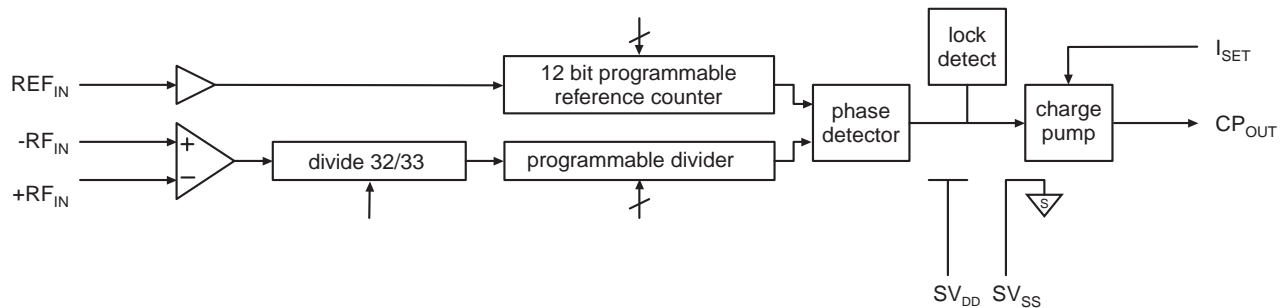 lock
detect
I_SET
REF_IN
12 bit programmable
reference counter
phase
detector
charge
pump
CP_OUT
-RF_IN
+
divide 32/33
programmable divider
−
+RF_IN
S
SV_DD
SV_SS